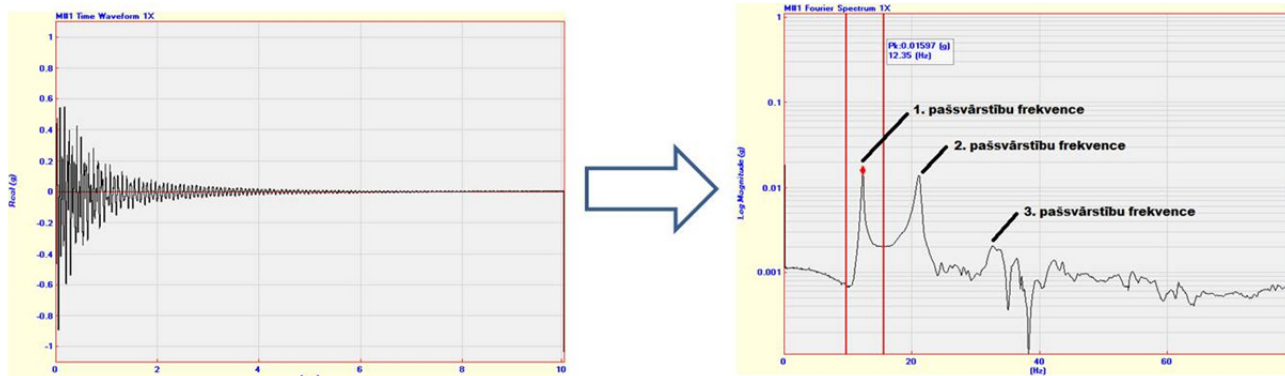 M#1 Time Waveform 1X
1
0.8
0.6
0.4
0.2
0
-0.2
-0.4
-0.6
-0.8
-1
Real (g)
0 2 4 6 8 10
M#1 Fourier Spectrum 1X
1
0.1
0.01
0.001
Log Magnitude (g)
Pk:0.01597 (g)
12.35 (Hz)
1. pašsvārstību frekvence
2. pašsvārstību frekvence
3. pašsvārstību frekvence
0 20 40 60
(Hz)